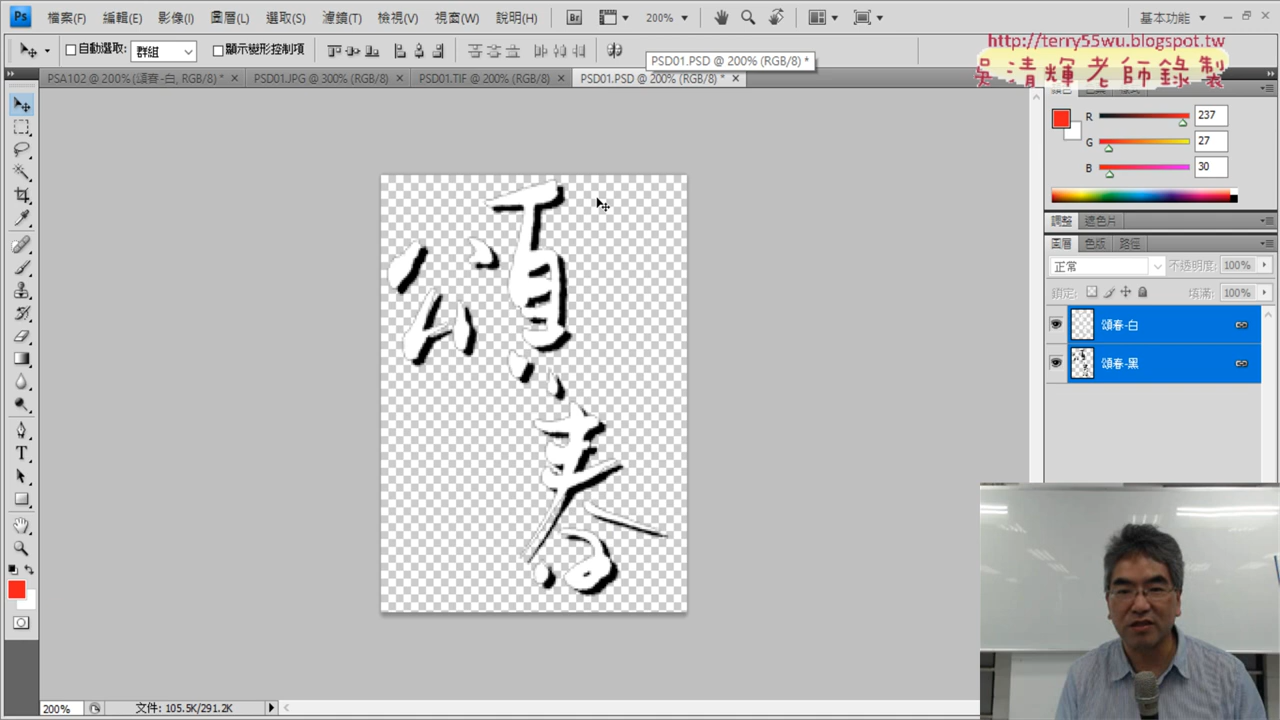 Ps 檔案(F) 編輯(E) 影像(I) 圖層(L) 選取(S) 濾鏡(T) 檢視(V) 視窗(W) 說明(H) Br 200% 基本功能
自動選取: 群組 顯示變形控制項
http://terry55wu.blogspot.tw
吳清輝老師錄製
PSD01.PSD @ 200% (RGB/8) *
PSA102 @ 200% (頌春-白, RGB/8) * PSD01.JPG @ 300% (RGB/8) PSD01.TIF @ 200% (RGB/8) PSD01.PSD @ 200% (RGB/8) *
R 237
G 27
B 30
調整 遮色片
圖層 色版 路徑
正常 不透明度: 100%
鎖定: 填滿: 100%
頌春-白
頌春-黑
頌春
200% 文件: 105.5K/291.2K